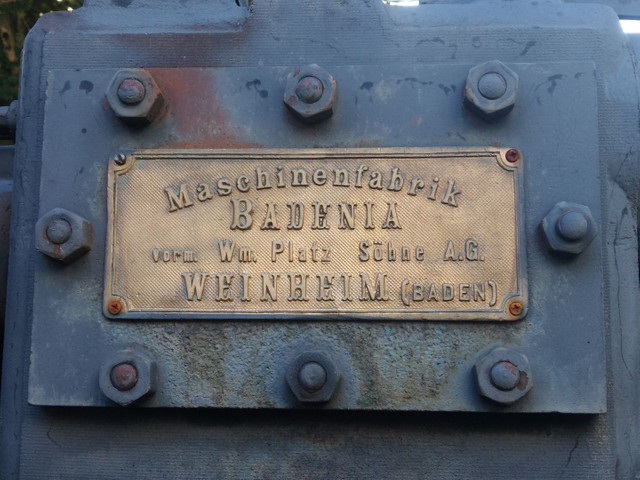 Maschinenfabrik
BADENIA
vorm. Wm. Platz Söhne A.G.
WEINHEIM (BADEN)